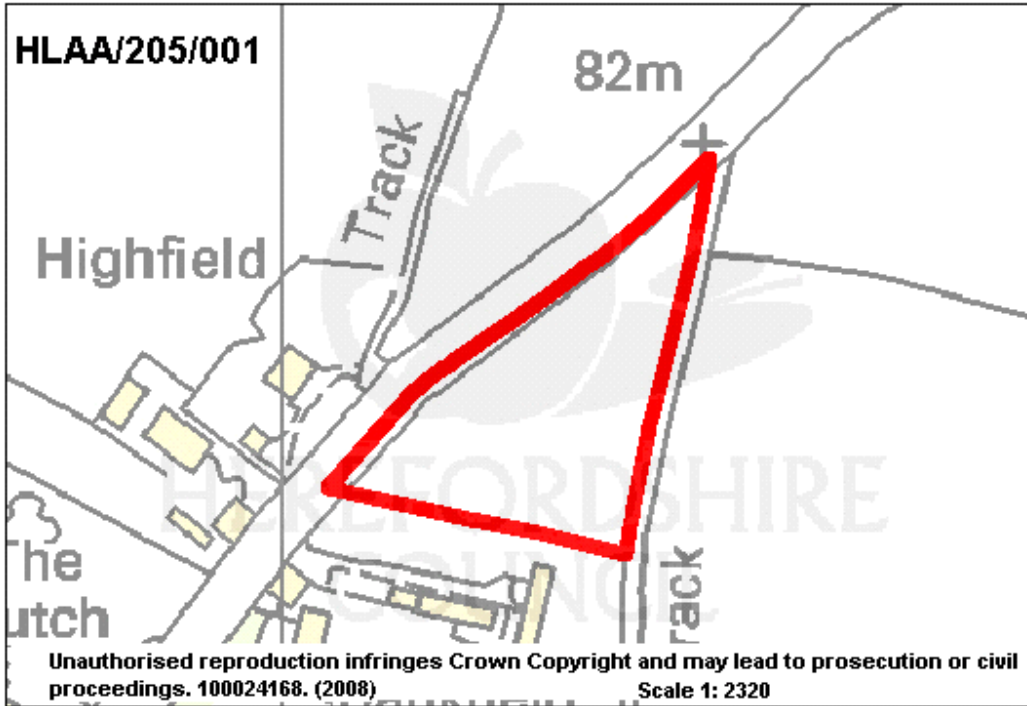 HLAA/205/001
82m
Track
Highfield
HEREFORDSHIRE
COUNCIL
The
utch
rack
Unauthorised reproduction infringes Crown Copyright and may lead to prosecution or civil
proceedings. 100024168. (2008) Scale 1: 2320